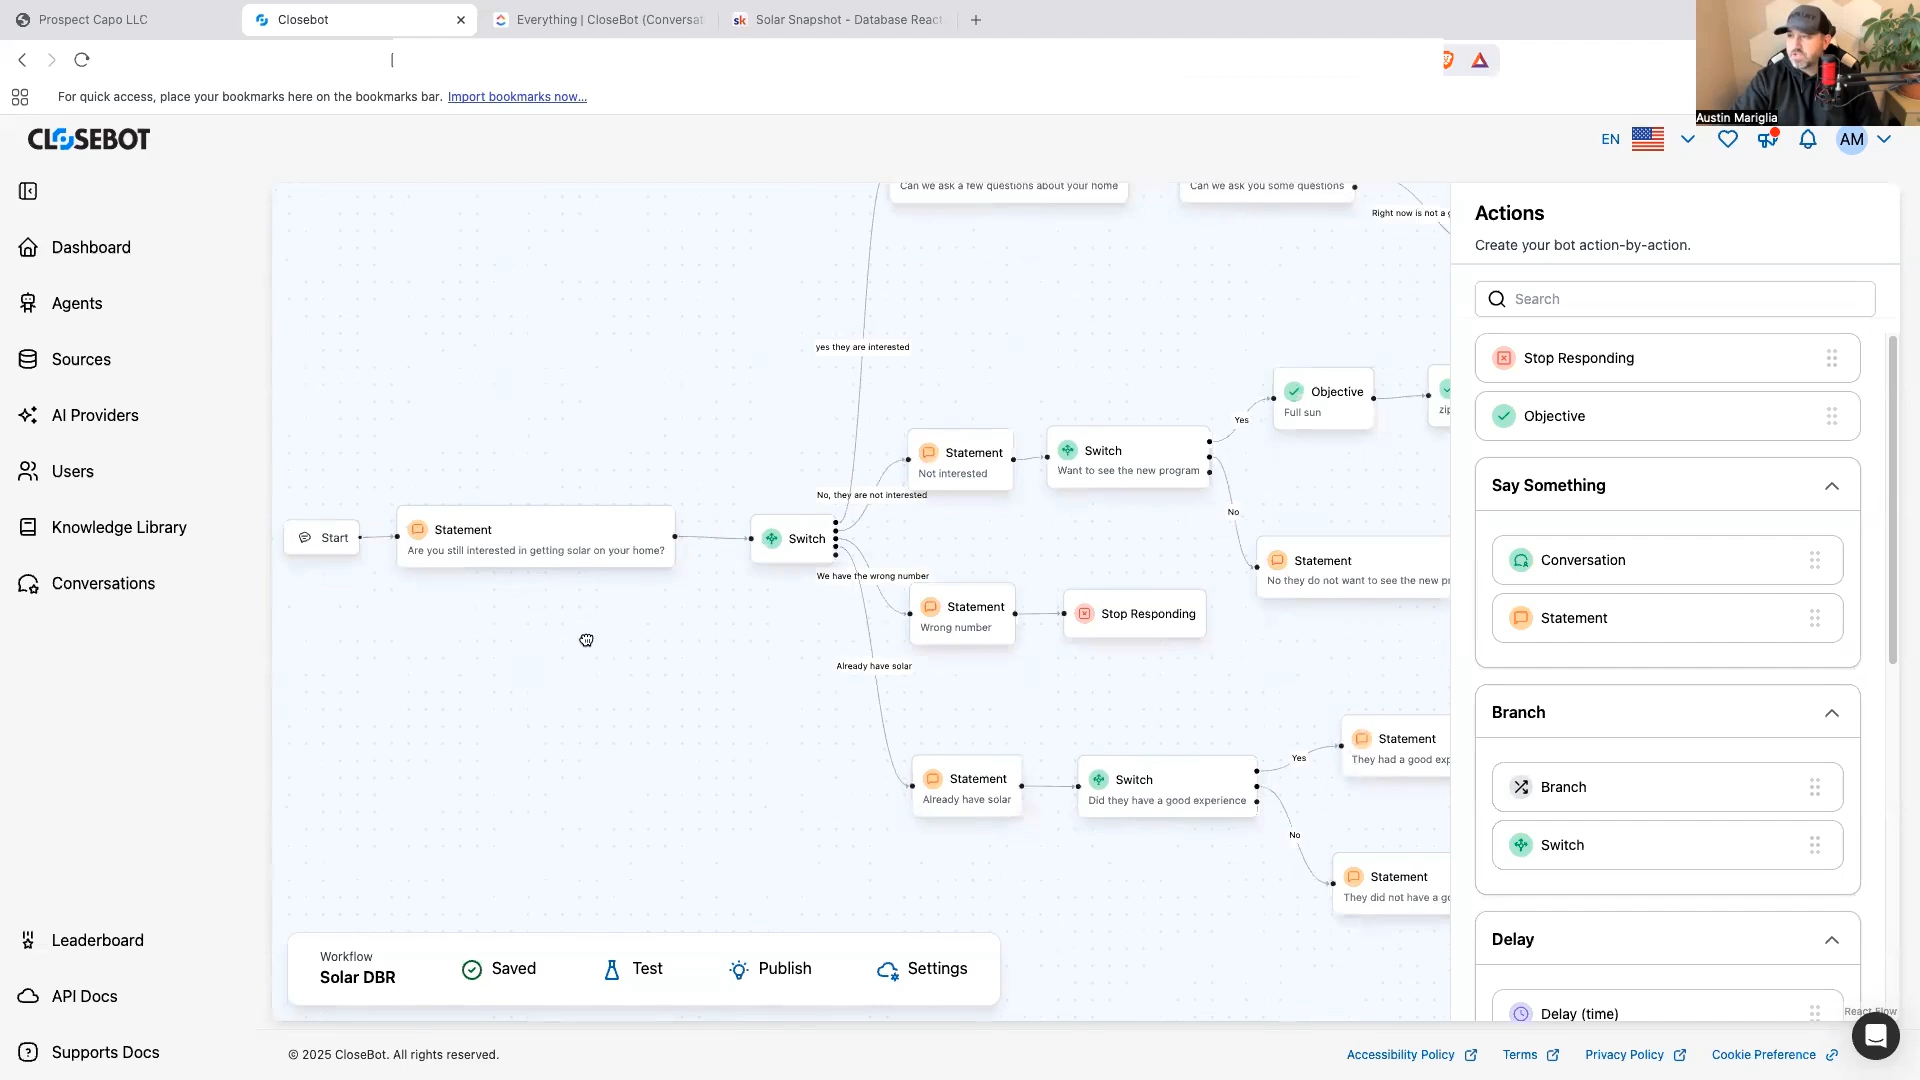 Prospect Capo LLC
Closebot
Everything | CloseBot (Conversat
sk Solar Snapshot - Database React
For quick access, place your bookmarks here on the bookmarks bar. Import bookmarks now...
Austin Mariglia
CLOSEBOT
EN
AM
Dashboard
Agents
Sources
AI Providers
Users
Knowledge Library
Conversations
Leaderboard
API Docs
Supports Docs
Can we ask a few questions about your home
Can we ask you some questions
Right now is not a g
yes they are interested
Objective
Full sun
zip
Yes
Statement
Not interested
Switch
Want to see the new program
No, they are not interested
No
Start
Statement
Are you still interested in getting solar on your home?
Switch
Statement
No they do not want to see the new pr
We have the wrong number
Statement
Wrong number
Stop Responding
Already have solar
Statement
Already have solar
Switch
Did they have a good experience
Yes
Statement
They had a good exp
No
Statement
They did not have a go
Workflow
Solar DBR
Saved
Test
Publish
Settings
Actions
Create your bot action-by-action.
Search
Stop Responding
Objective
Say Something
Conversation
Statement
Branch
Branch
Switch
Delay
Delay (time)
React Flow
© 2025 CloseBot. All rights reserved.
Accessibility Policy
Terms
Privacy Policy
Cookie Preference